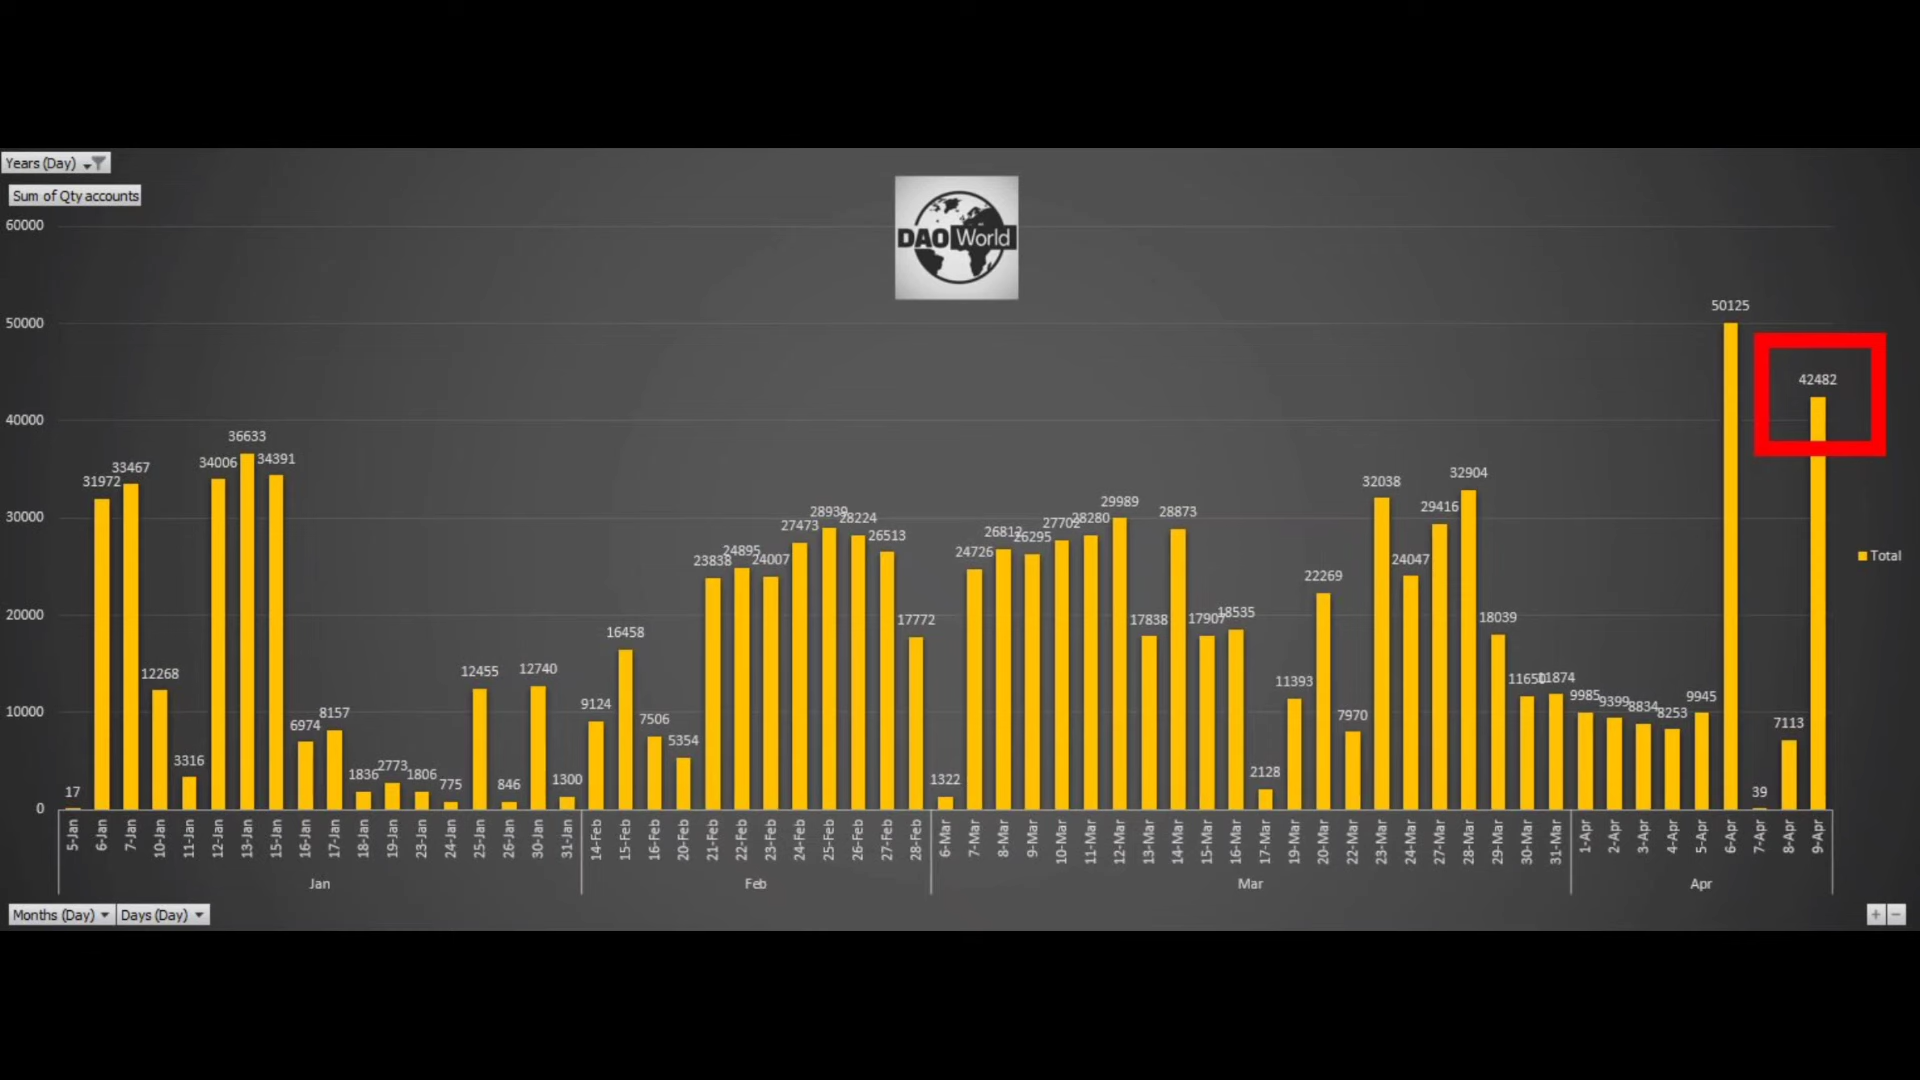 Years (Day)
Sum of Qty accounts
DAO World
60000
50000
40000
30000
20000
10000
0
17
31972
33467
12268
3316
34006
36633
34391
6974
8157
1836
2773
1806
775
12455
846
12740
1300
9124
16458
7506
5354
23838
24895
24007
27473
28939
28224
26513
17772
1322
24726
26812
26295
27702
28280
29989
17838
28873
17907
18535
2128
11393
22269
7970
32038
24047
29416
32904
18039
11650
11874
9985
9399
8834
8253
9945
50125
39
7113
42482
Total
5-Jan
6-Jan
7-Jan
10-Jan
11-Jan
12-Jan
13-Jan
15-Jan
16-Jan
17-Jan
18-Jan
19-Jan
23-Jan
24-Jan
25-Jan
26-Jan
30-Jan
31-Jan
14-Feb
15-Feb
16-Feb
20-Feb
21-Feb
22-Feb
23-Feb
24-Feb
25-Feb
26-Feb
27-Feb
28-Feb
6-Mar
7-Mar
8-Mar
9-Mar
10-Mar
11-Mar
12-Mar
13-Mar
14-Mar
15-Mar
16-Mar
17-Mar
19-Mar
20-Mar
22-Mar
23-Mar
24-Mar
27-Mar
28-Mar
29-Mar
30-Mar
31-Mar
1-Apr
2-Apr
3-Apr
4-Apr
5-Apr
6-Apr
7-Apr
8-Apr
9-Apr
Jan
Feb
Mar
Apr
Months (Day)
Days (Day)
+ −